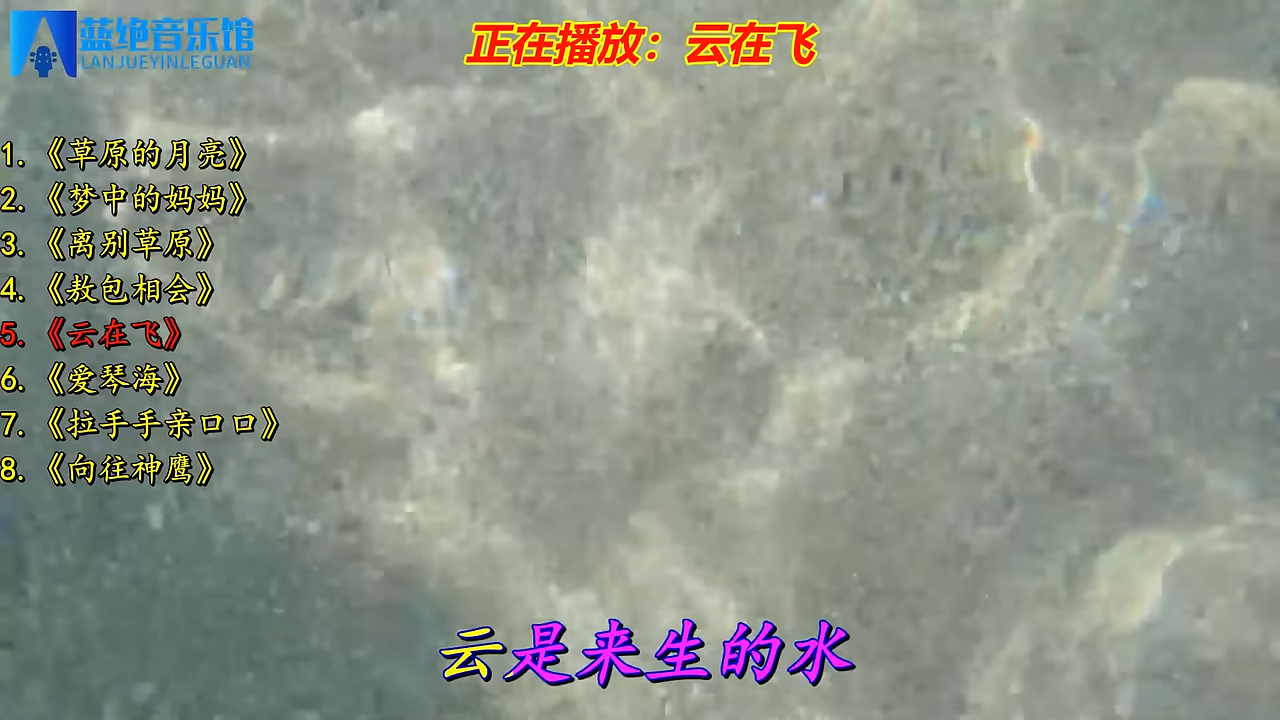 蓝绝音乐馆
LANJUEYINLEGUAN
正在播放：云在飞
1.《草原的月亮》
2.《梦中的妈妈》
3.《离别草原》
4.《敖包相会》
5.《云在飞》
6.《爱琴海》
7.《拉手手亲口口》
8.《向往神鹰》
云是来生的水